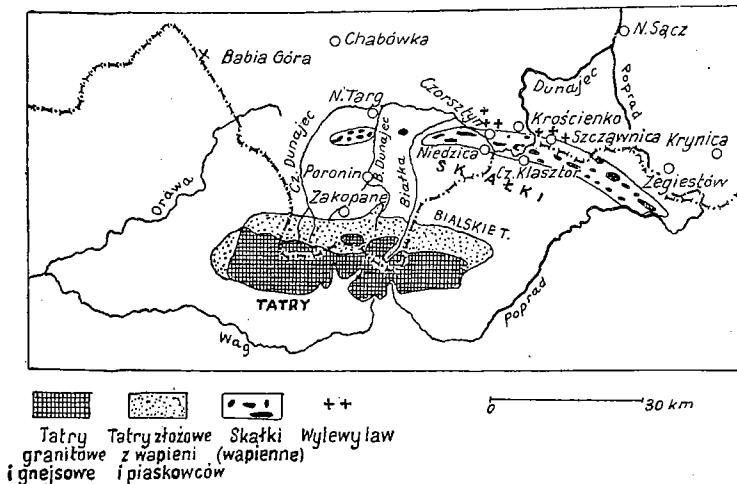 Chabówka
N. Sącz
Babia Góra
Dunajec
Poprad
N.Targ
Czorsztyn
Krościenko
Szcząwnica
Krynica
Cz. Dunajec
B. Dunajec
Białka
Niedzica
Cz. Klasztor
Żegiestów
Poronin
SKAŁKI
Zakopane
Orawa
BIALSKIE T.
TATRY
Poprad
Wąg
0 30 km
Tatry granitowe i gnejsowe
Tatry złożowe z wapieni i piaskowców
Skałki (wapienne)
Wylewy law